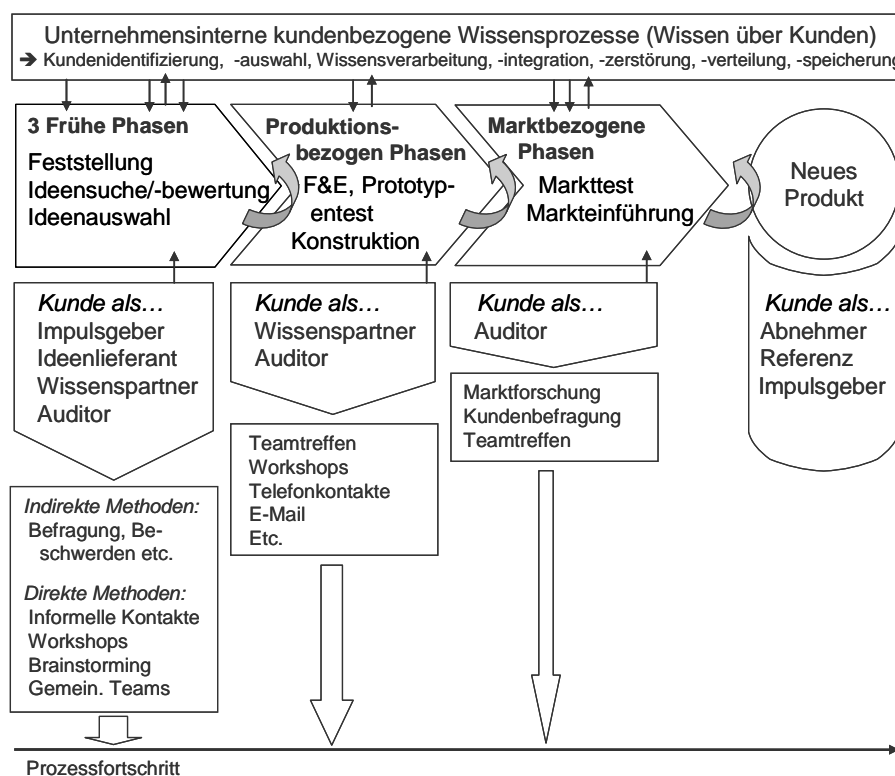 Unternehmensinterne kundenbezogene Wissensprozesse (Wissen über Kunden)
➔ Kundenidentifizierung, -auswahl, Wissensverarbeitung, -integration, -zerstörung, -verteilung, -speicherung
3 Frühe Phasen
Feststellung
Ideensuche/-bewertung
Ideenauswahl
Produktions-
bezogen Phasen
F&E, Prototyp-
entest
Konstruktion
Marktbezogene
Phasen
Markttest
Markteinführung
Neues
Produkt
Kunde als…
Impulsgeber
Ideenlieferant
Wissenspartner
Auditor
Kunde als…
Wissenspartner
Auditor
Kunde als…
Auditor
Kunde als…
Abnehmer
Referenz
Impulsgeber
Indirekte Methoden:
Befragung, Be-
schwerden etc.
Direkte Methoden:
Informelle Kontakte
Workshops
Brainstorming
Gemein. Teams
Teamtreffen
Workshops
Telefonkontakte
E-Mail
Etc.
Marktforschung
Kundenbefragung
Teamtreffen
Prozessfortschritt